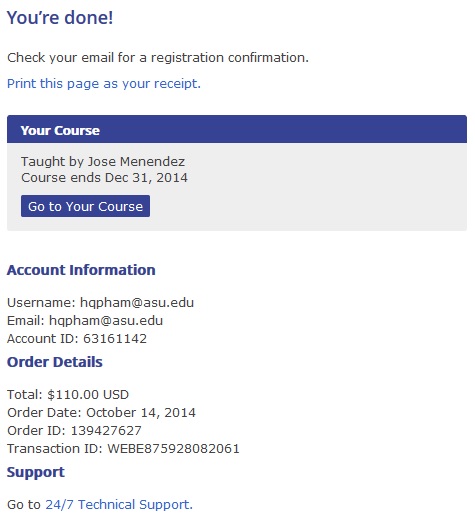 You're done!
Check your email for a registration confirmation.
Print this page as your receipt.
Your Course
Taught by Jose Menendez
Course ends Dec 31, 2014
Go to Your Course
Account Information
Username: hqpham@asu.edu
Email: hqpham@asu.edu
Account ID: 63161142
Order Details
Total: $110.00 USD
Order Date: October 14, 2014
Order ID: 139427627
Transaction ID: WEBE875928082061
Support
Go to 24/7 Technical Support.